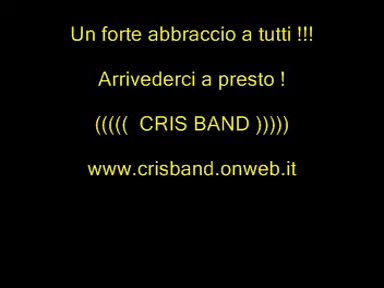 Un forte abbraccio a tutti !!!
Arrivederci a presto !
((((( CRIS BAND )))))
www.crisband.onweb.it